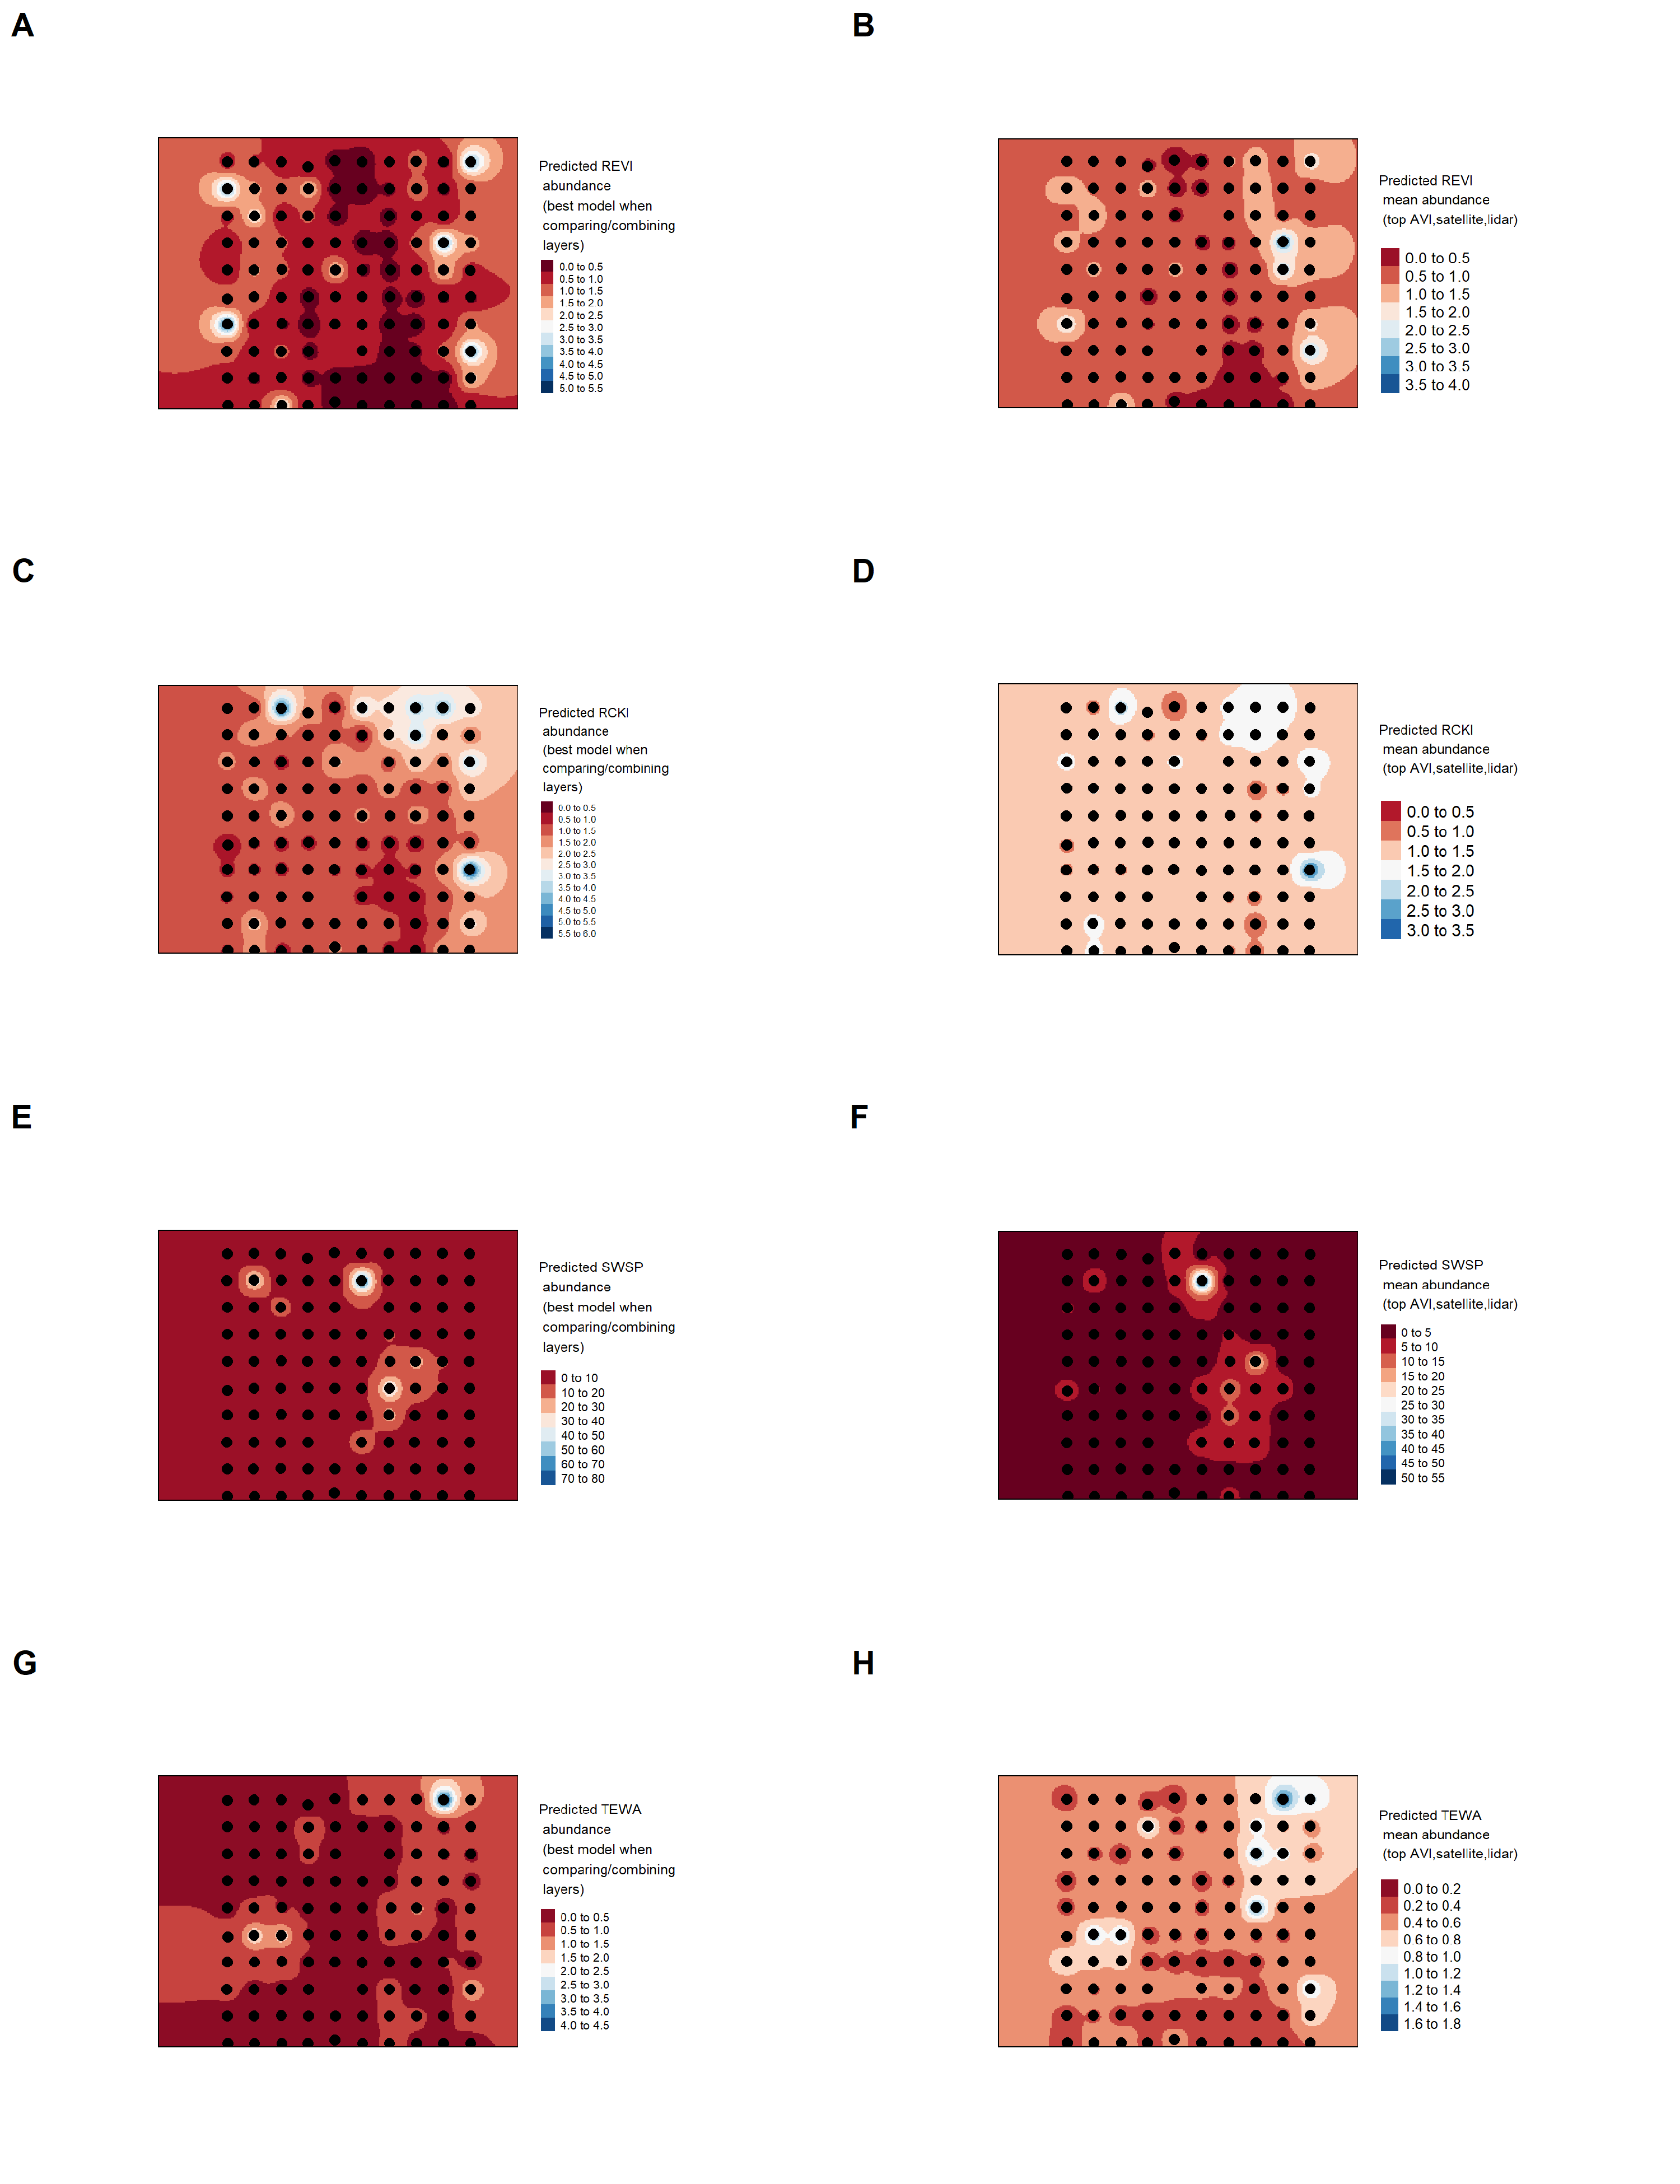 A
Predicted REVI
abundance
(best model when
comparing/combining
layers)
0.0 to 0.5
0.5 to 1.0
1.0 to 1.5
1.5 to 2.0
2.0 to 2.5
2.5 to 3.0
3.0 to 3.5
3.5 to 4.0
4.0 to 4.5
4.5 to 5.0
5.0 to 5.5
B
Predicted REVI
mean abundance
(top AVI,satellite,lidar)
0.0 to 0.5
0.5 to 1.0
1.0 to 1.5
1.5 to 2.0
2.0 to 2.5
2.5 to 3.0
3.0 to 3.5
3.5 to 4.0
C
Predicted RCKI
abundance
(best model when
comparing/combining
layers)
0.0 to 0.5
0.5 to 1.0
1.0 to 1.5
1.5 to 2.0
2.0 to 2.5
2.5 to 3.0
3.0 to 3.5
3.5 to 4.0
4.0 to 4.5
4.5 to 5.0
5.0 to 5.5
5.5 to 6.0
D
Predicted RCKI
mean abundance
(top AVI,satellite,lidar)
0.0 to 0.5
0.5 to 1.0
1.0 to 1.5
1.5 to 2.0
2.0 to 2.5
2.5 to 3.0
3.0 to 3.5
E
Predicted SWSP
abundance
(best model when
comparing/combining
layers)
0 to 10
10 to 20
20 to 30
30 to 40
40 to 50
50 to 60
60 to 70
70 to 80
F
Predicted SWSP
mean abundance
(top AVI,satellite,lidar)
0 to 5
5 to 10
10 to 15
15 to 20
20 to 25
25 to 30
30 to 35
35 to 40
40 to 45
45 to 50
50 to 55
G
Predicted TEWA
abundance
(best model when
comparing/combining
layers)
0.0 to 0.5
0.5 to 1.0
1.0 to 1.5
1.5 to 2.0
2.0 to 2.5
2.5 to 3.0
3.0 to 3.5
3.5 to 4.0
4.0 to 4.5
H
Predicted TEWA
mean abundance
(top AVI,satellite,lidar)
0.0 to 0.2
0.2 to 0.4
0.4 to 0.6
0.6 to 0.8
0.8 to 1.0
1.0 to 1.2
1.2 to 1.4
1.4 to 1.6
1.6 to 1.8